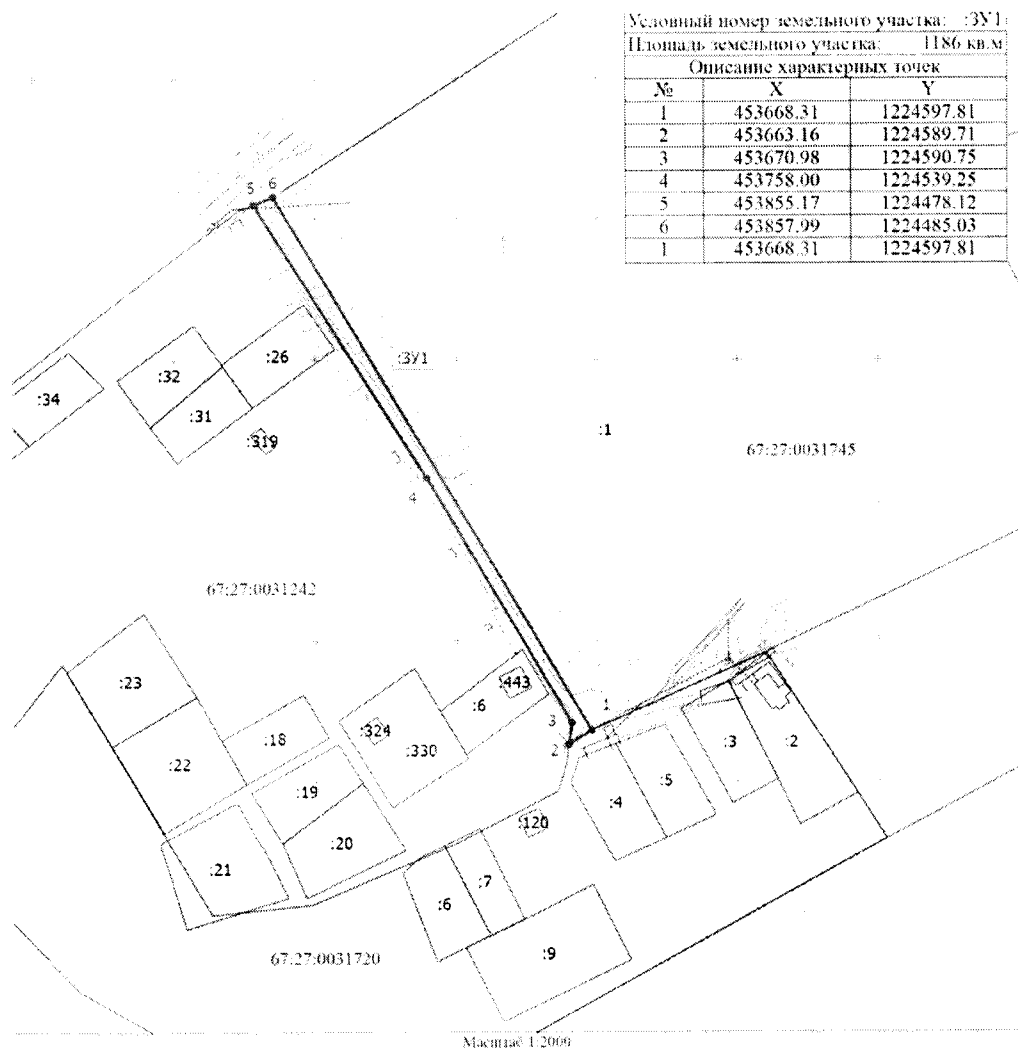 Условный номер земельного участка: :ЗУ1
Площадь земельного участка: 1186 кв.м
Описание характерных точек
№ X Y
1 453668.31 1224597.81
2 453663.16 1224589.71
3 453670.98 1224590.75
4 453758.00 1224539.25
5 453855.17 1224478.12
6 453857.99 1224485.03
1 453668.31 1224597.81
5 6
:26
:32
:ЗУ1
:34
:31
:1
:319
67:27:0031745
4
67:27:0031242
:23
:443
:6
1
:324
3
:18
:330
2
:3
:2
:22
:5
:19
:4
:120
:20
:21
:7
:6
:9
67:27:0031720
Масштаб 1:2000